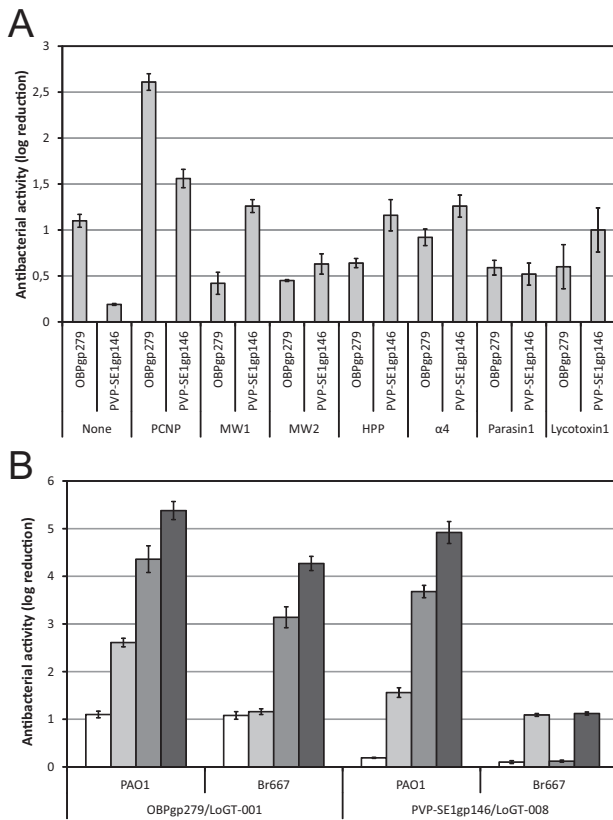 A
Antibacterial activity (log reduction)
3
2,5
2
1,5
1
0,5
0
OBPgp279
PVP-SE1gp146
OBPgp279
PVP-SE1gp146
OBPgp279
PVP-SE1gp146
OBPgp279
PVP-SE1gp146
OBPgp279
PVP-SE1gp146
OBPgp279
PVP-SE1gp146
OBPgp279
PVP-SE1gp146
OBPgp279
PVP-SE1gp146
None PCNP MW1 MW2 HPP α4 Parasin1 Lycotoxin1
B
Antibacterial activity (log reduction)
6
5
4
3
2
1
0
PAO1 Br667 PAO1 Br667
OBPgp279/LoGT-001 PVP-SE1gp146/LoGT-008